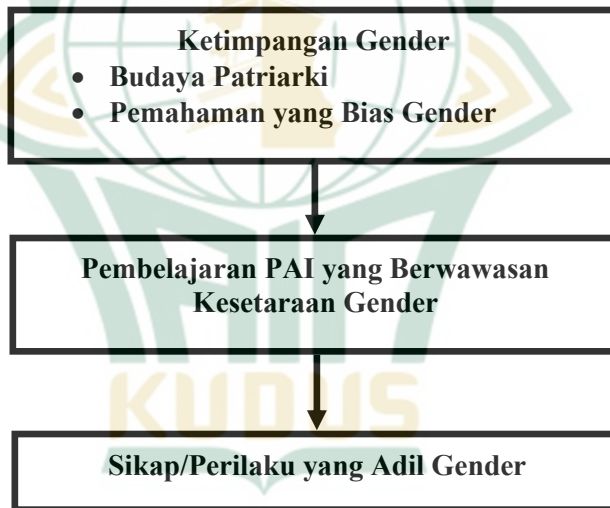 Ketimpangan Gender
• Budaya Patriarki
• Pemahaman yang Bias Gender
Pembelajaran PAI yang Berwawasan
Kesetaraan Gender
IAIN
KUDUS
Sikap/Perilaku yang Adil Gender